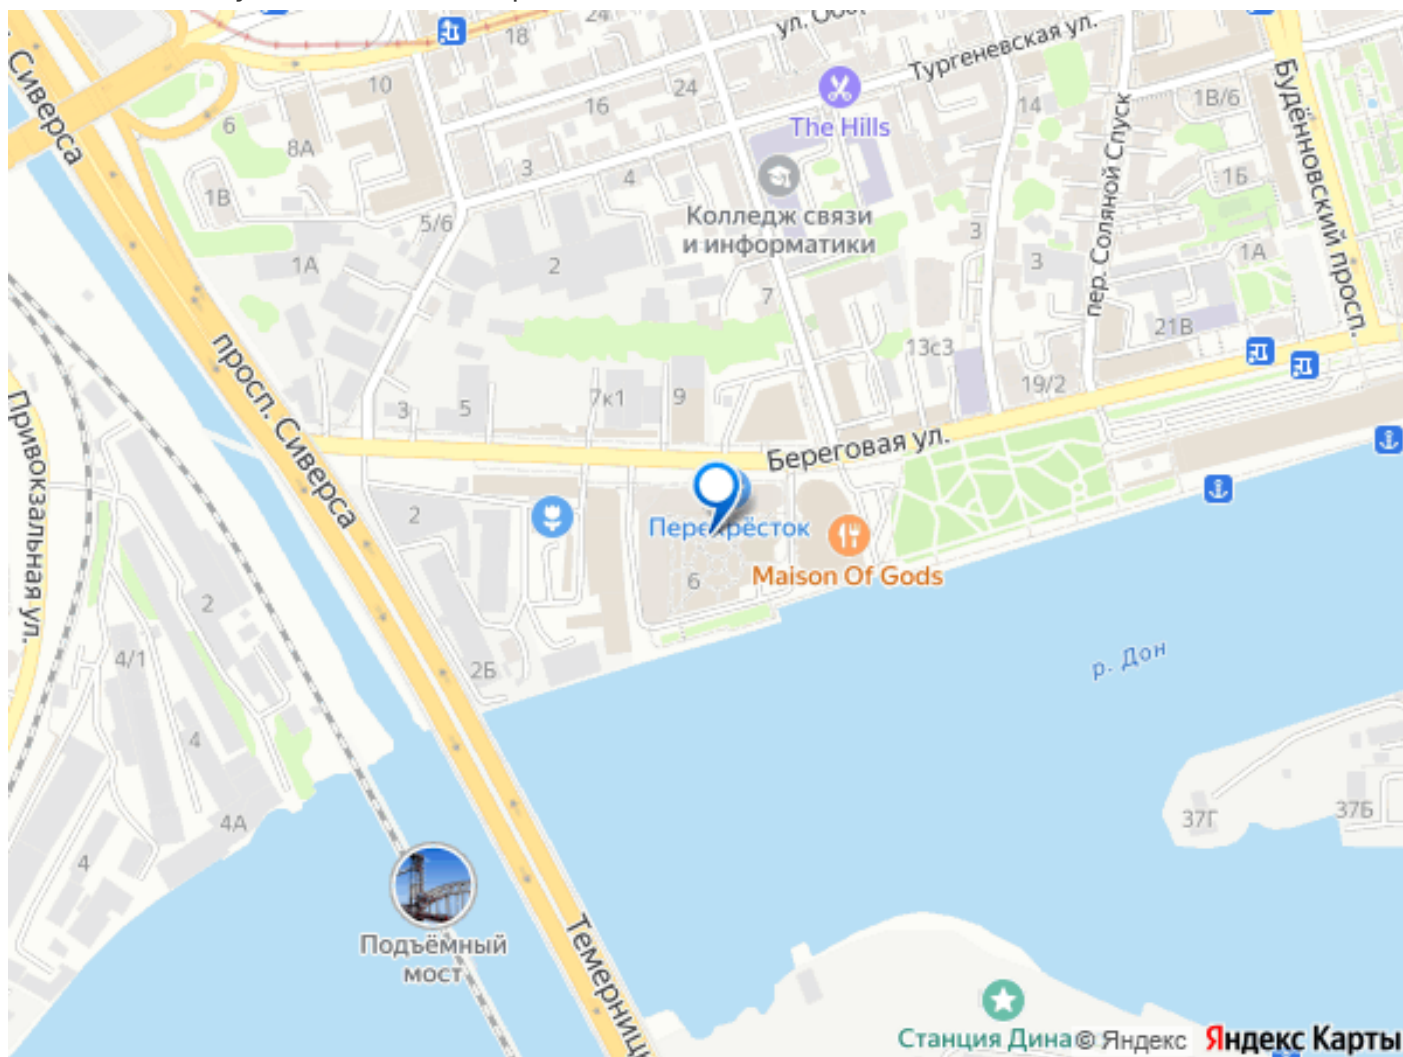 24
18
ул. Об
Тургеневская ул.
Сиверса
10
16
24
14
1В/6
The Hills
6
8А
3
4
1В
1Б
Колледж связи
и информатики
5/6
3
3
1А
пер. Соляной Спуск
Будённовский просп.
1А
2
7
21В
13с3
19/2
просп. Сиверса
Привокзальная ул.
3
5
7к1
9
Береговая ул.
2
Перекрёсток
6
Maison Of Gods
2
4/1
2Б
р. Дон
4
4А
4
37Г
37Б
Подъёмный
мост
Темерниц
Станция Дина
© Яндекс
Яндекс Карты